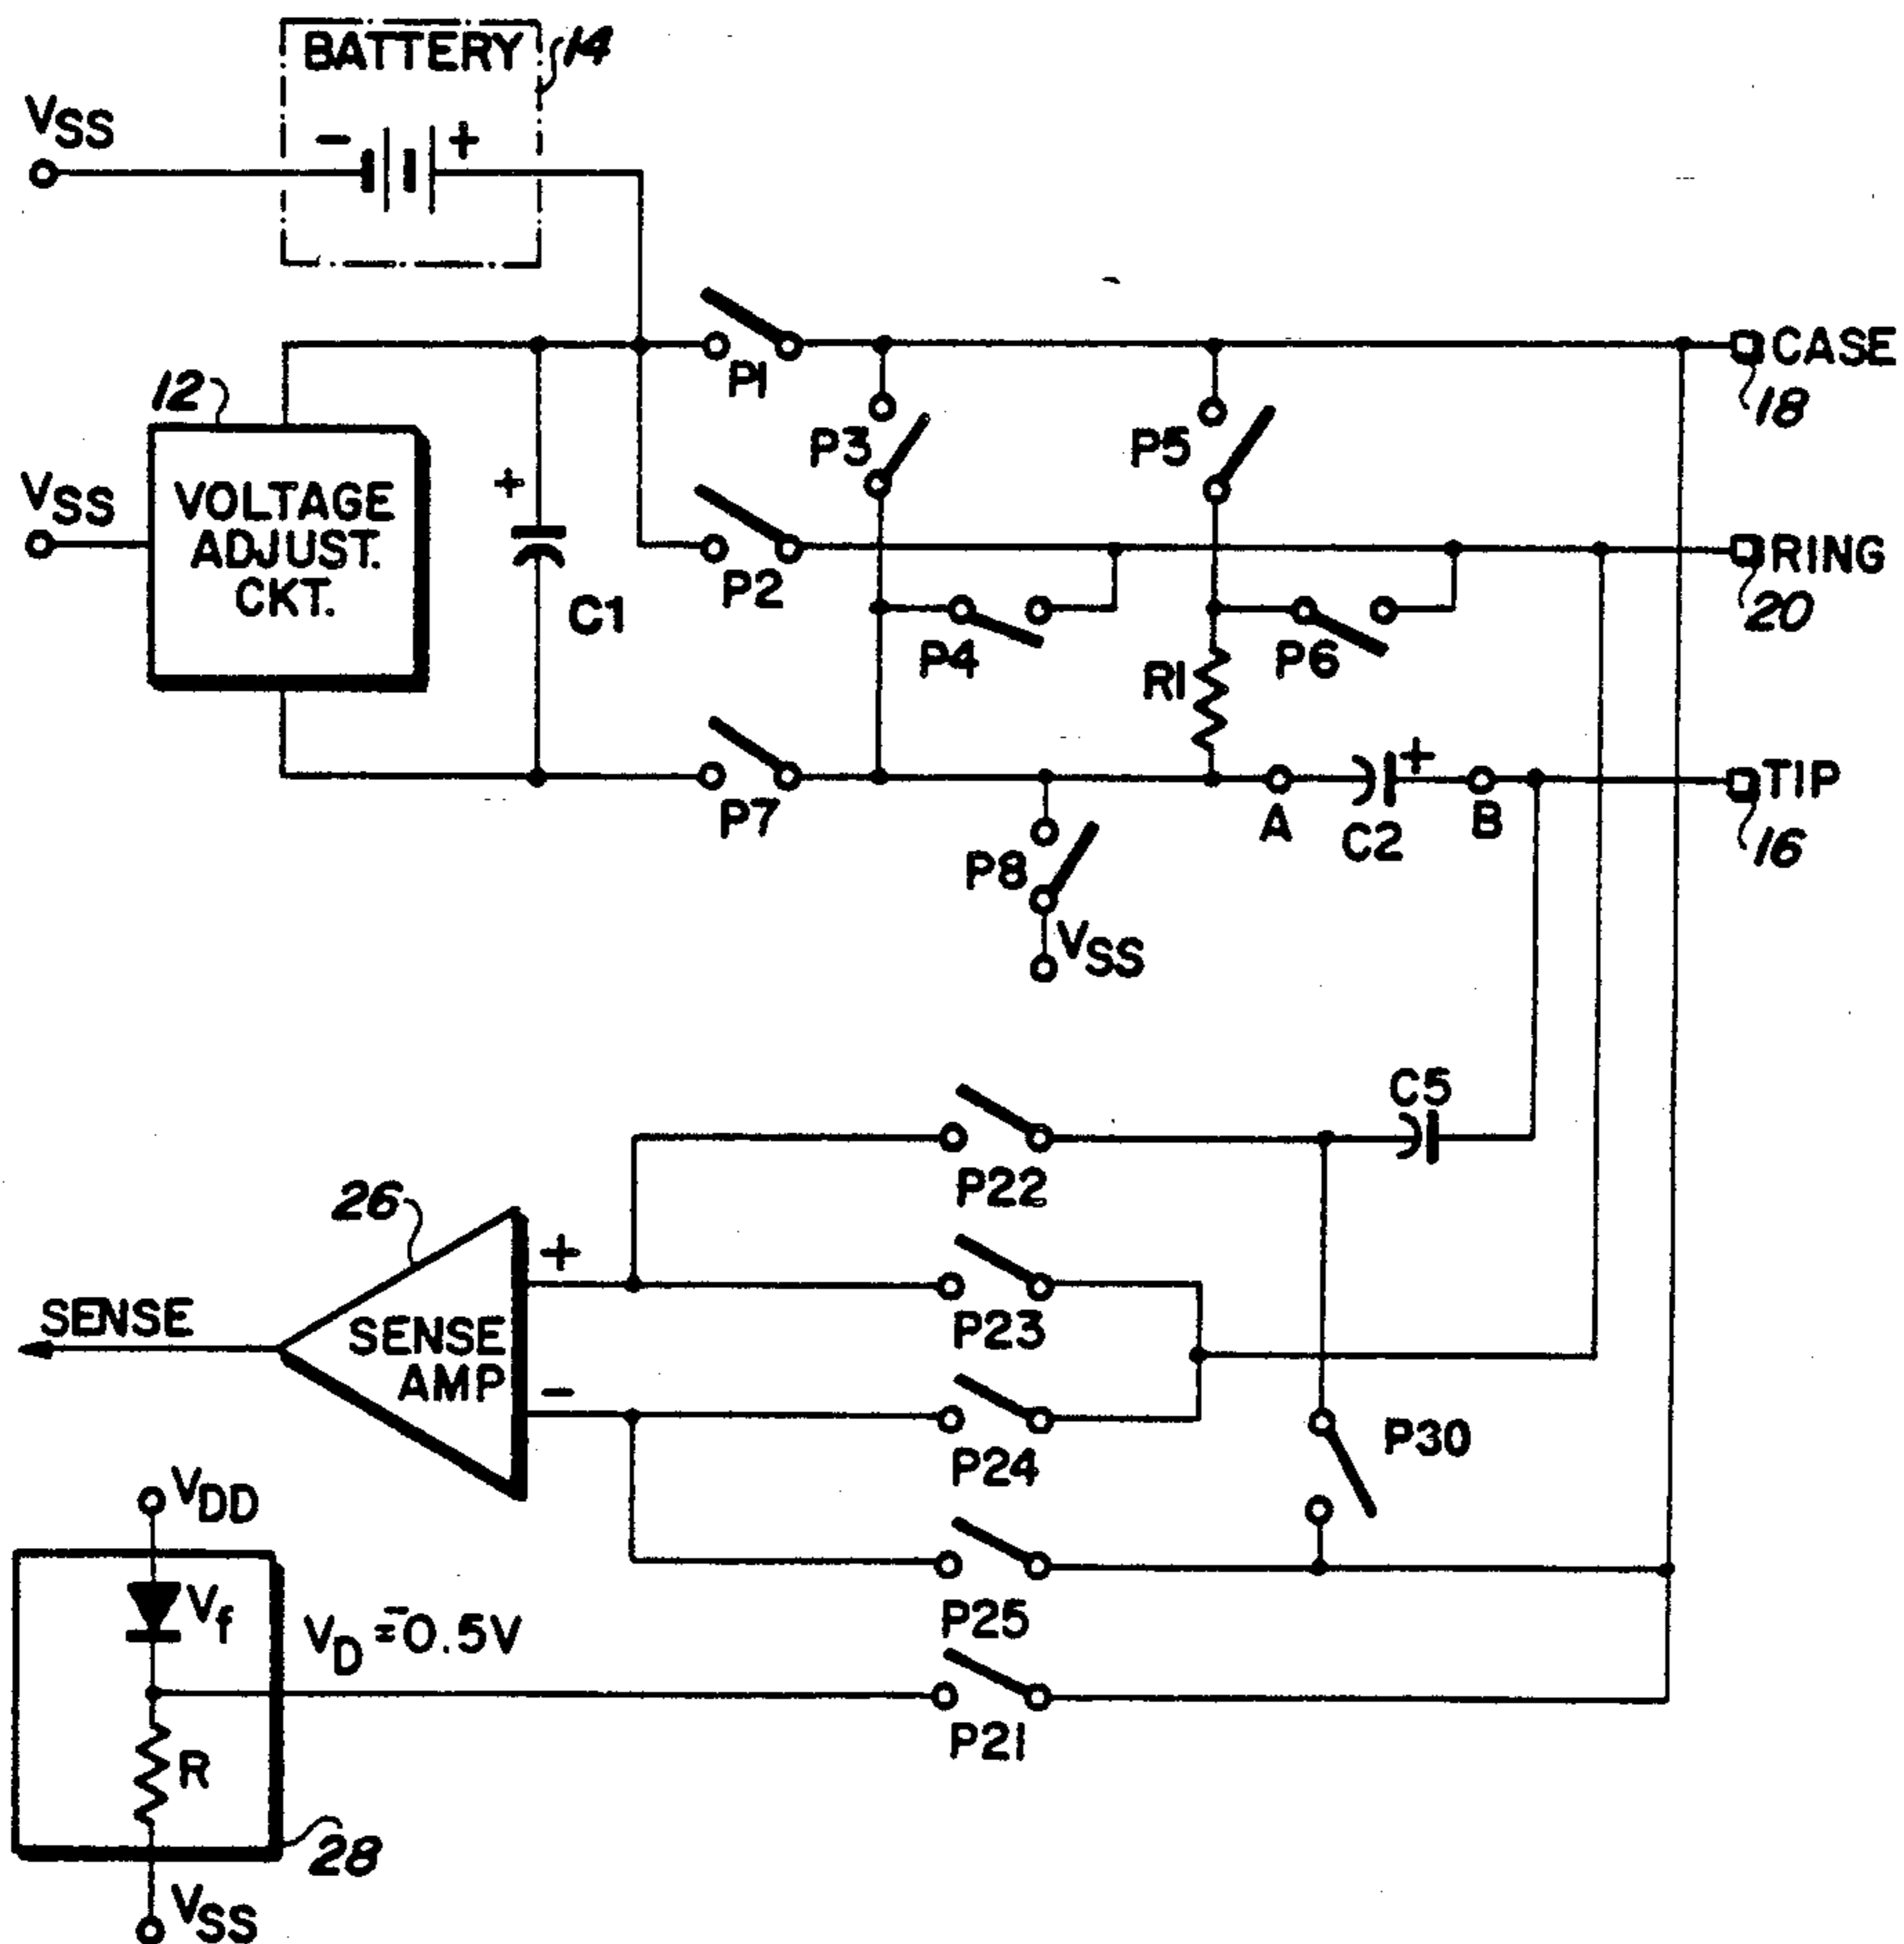 BATTERY
14
VSS
-
+
P1
CASE
18
12
P3
P5
VSS
VOLTAGE
ADJUST.
CKT.
+
C1
P2
RING
20
P4
R1
P6
P7
A
+
C2
B
TIP
16
P8
VSS
C5
P22
26
+
SENSE
SENSE
AMP
-
P23
P24
P30
VDD
Vf
VD = -0.5V
P25
P21
R
28
VSS